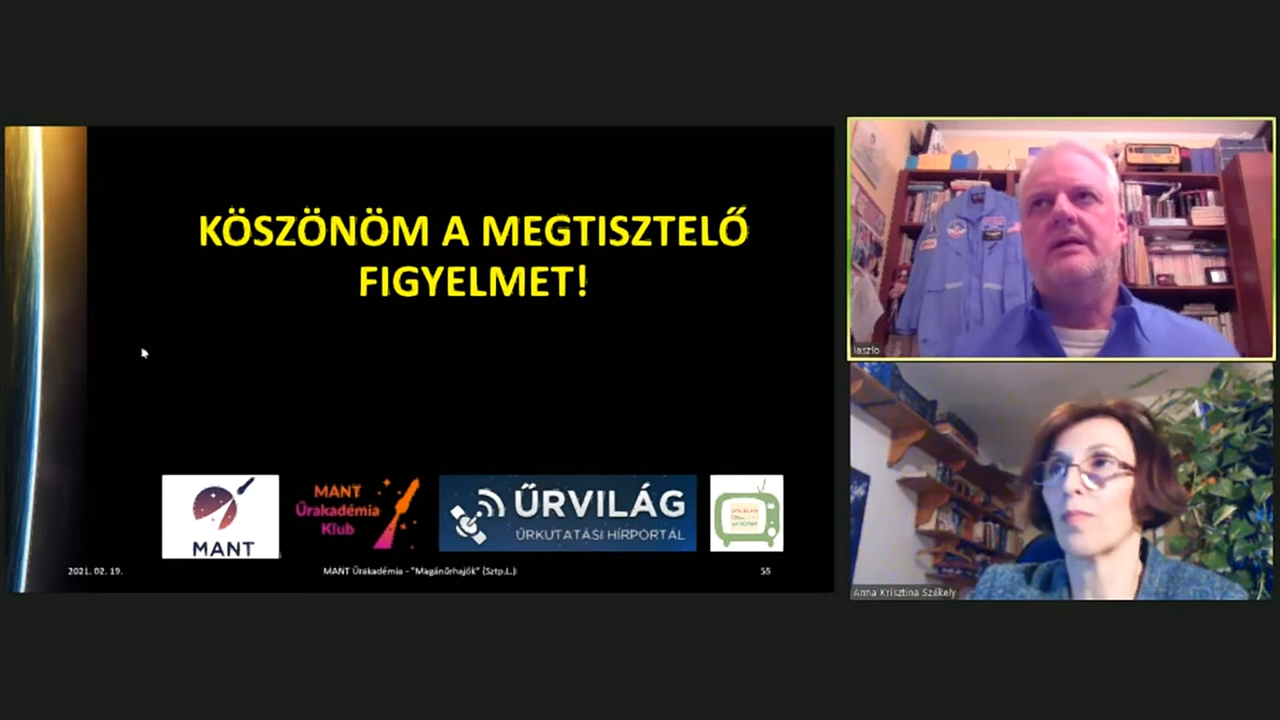 KÖSZÖNÖM A MEGTISZTELŐ
FIGYELMET!
MANT
MANT
Űrakadémia
Klub
ŰRVILÁG
ŰRKUTATÁSI HÍRPORTÁL
2021. 02. 19.
MANT Űrakadémia - "Magánűrhajók" (Sztp.L.)
55
laszlo
Anna Krisztina Székely